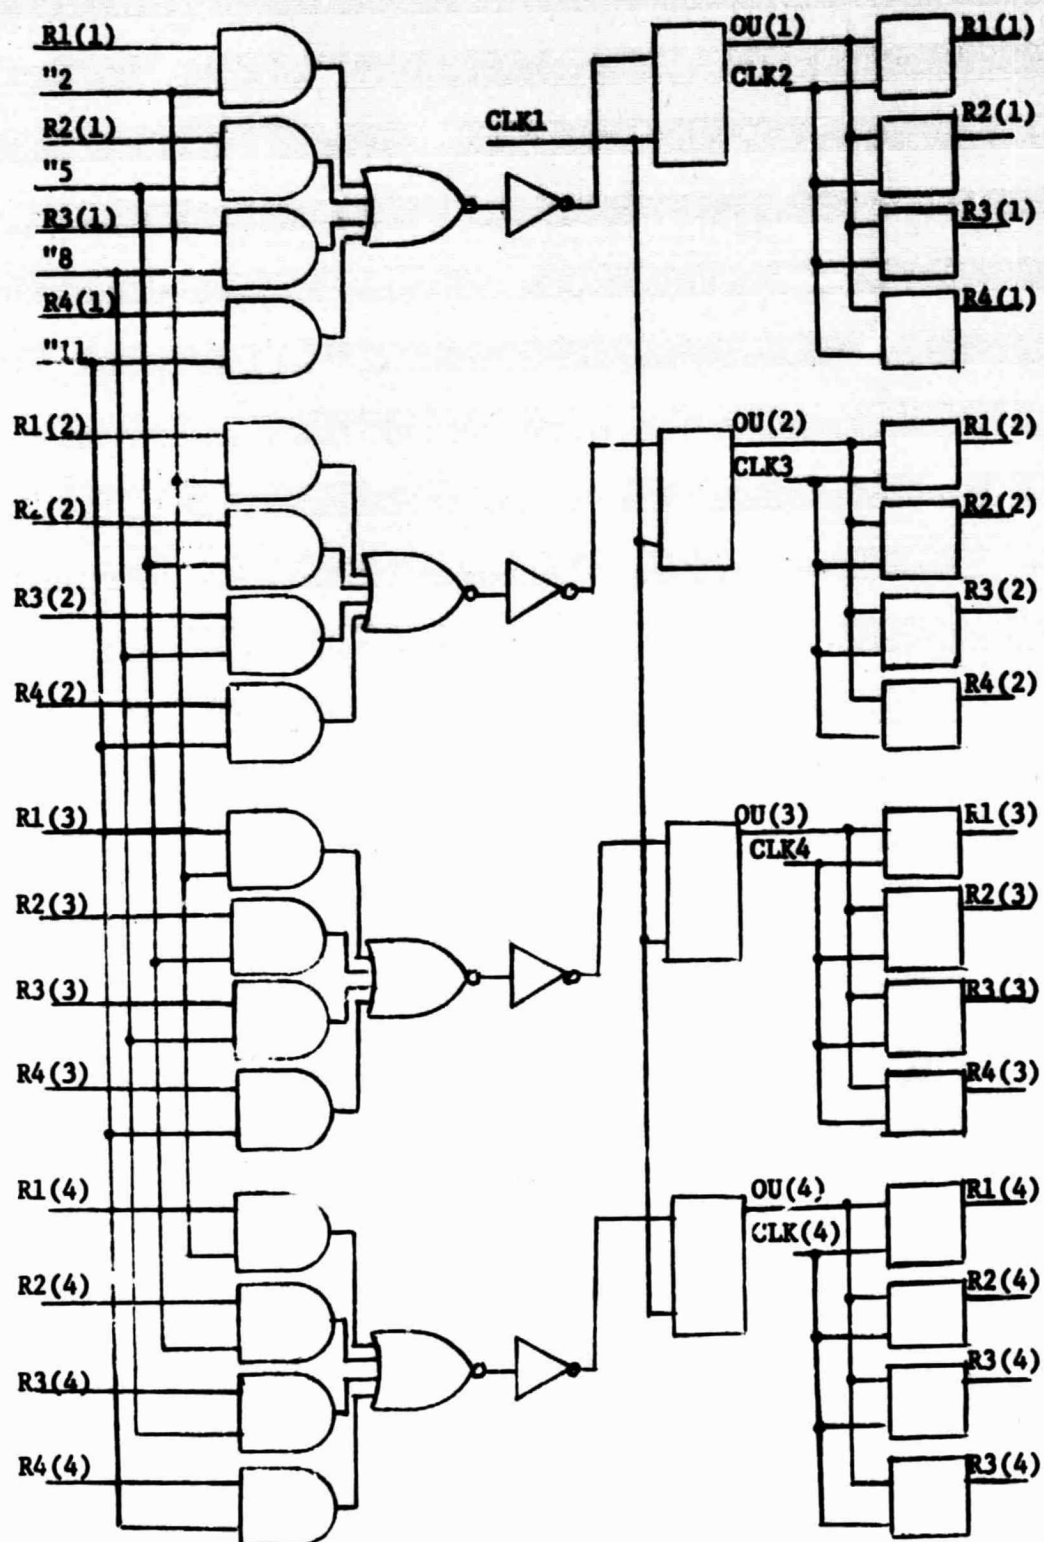 R1(1)
"2
R2(1)
"5
R3(1)
"8
R4(1)
"11
CLK1
OU(1)
CLK2
R1(1)
R2(1)
R3(1)
R4(1)
R1(2)
R2(2)
R3(2)
R4(2)
OU(2)
CLK3
R1(2)
R2(2)
R3(2)
R4(2)
R1(3)
R2(3)
R3(3)
R4(3)
OU(3)
CLK4
R1(3)
R2(3)
R3(3)
R4(3)
R1(4)
R2(4)
R3(4)
R4(4)
OU(4)
CLK(4)
R1(4)
R2(4)
R3(4)
R3(4)